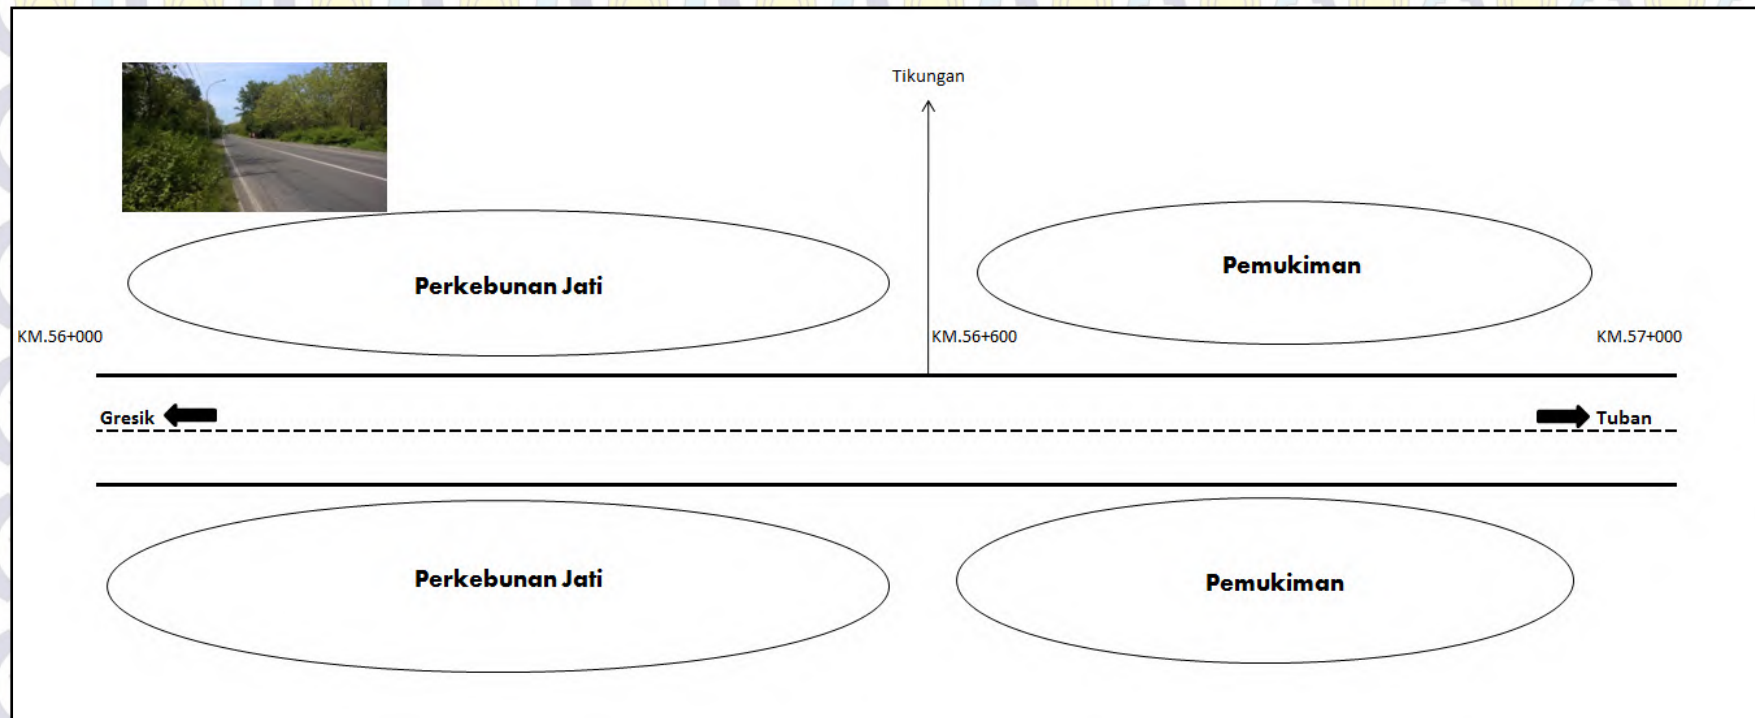 Tikungan
Perkebunan Jati
Pemukiman
KM.56+000
KM.56+600
KM.57+000
Gresik
Tuban
Perkebunan Jati
Pemukiman